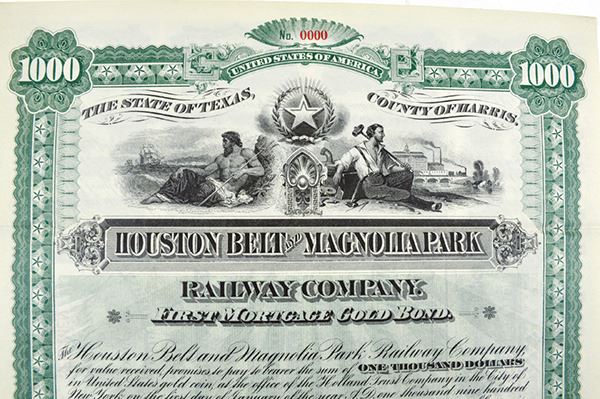 No. 0000
1000 UNITED STATES OF AMERICA 1000
THE STATE OF TEXAS, COUNTY OF HARRIS,
HOUSTON BELT AND MAGNOLIA PARK
RAILWAY COMPANY.
FIRST MORTGAGE GOLD BOND.
The Houston Belt and Magnolia Park Railway Company,
for value received, promises to pay to bearer the sum of ONE THOUSAND DOLLARS
in United States gold coin, at the office of the Holland Trust Company in the City of
New York, on the first day of January of the year A.D. one thousand nine hundred